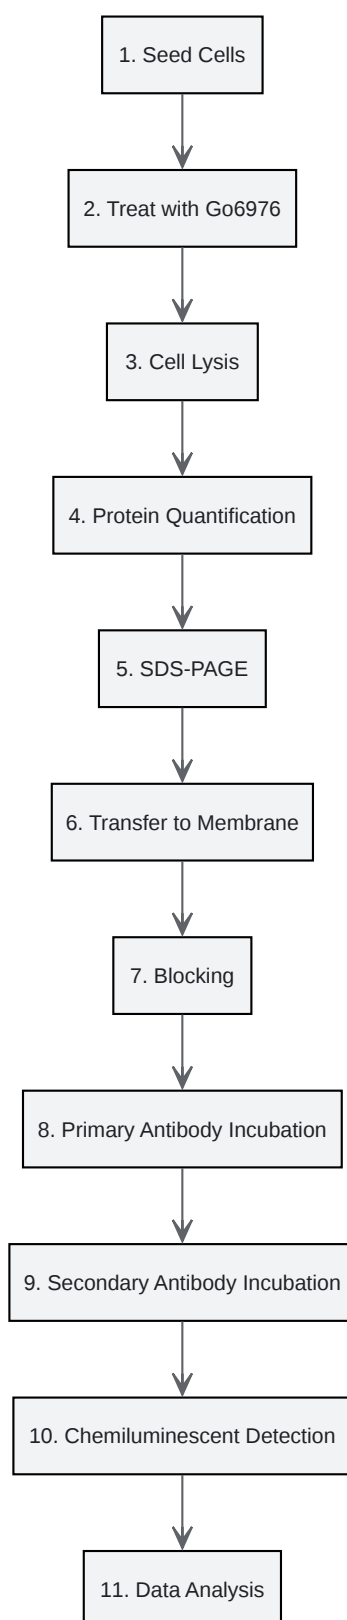 1. Seed Cells
2. Treat with Go6976
3. Cell Lysis
4. Protein Quantification
5. SDS-PAGE
6. Transfer to Membrane
7. Blocking
8. Primary Antibody Incubation
9. Secondary Antibody Incubation
10. Chemiluminescent Detection
11. Data Analysis